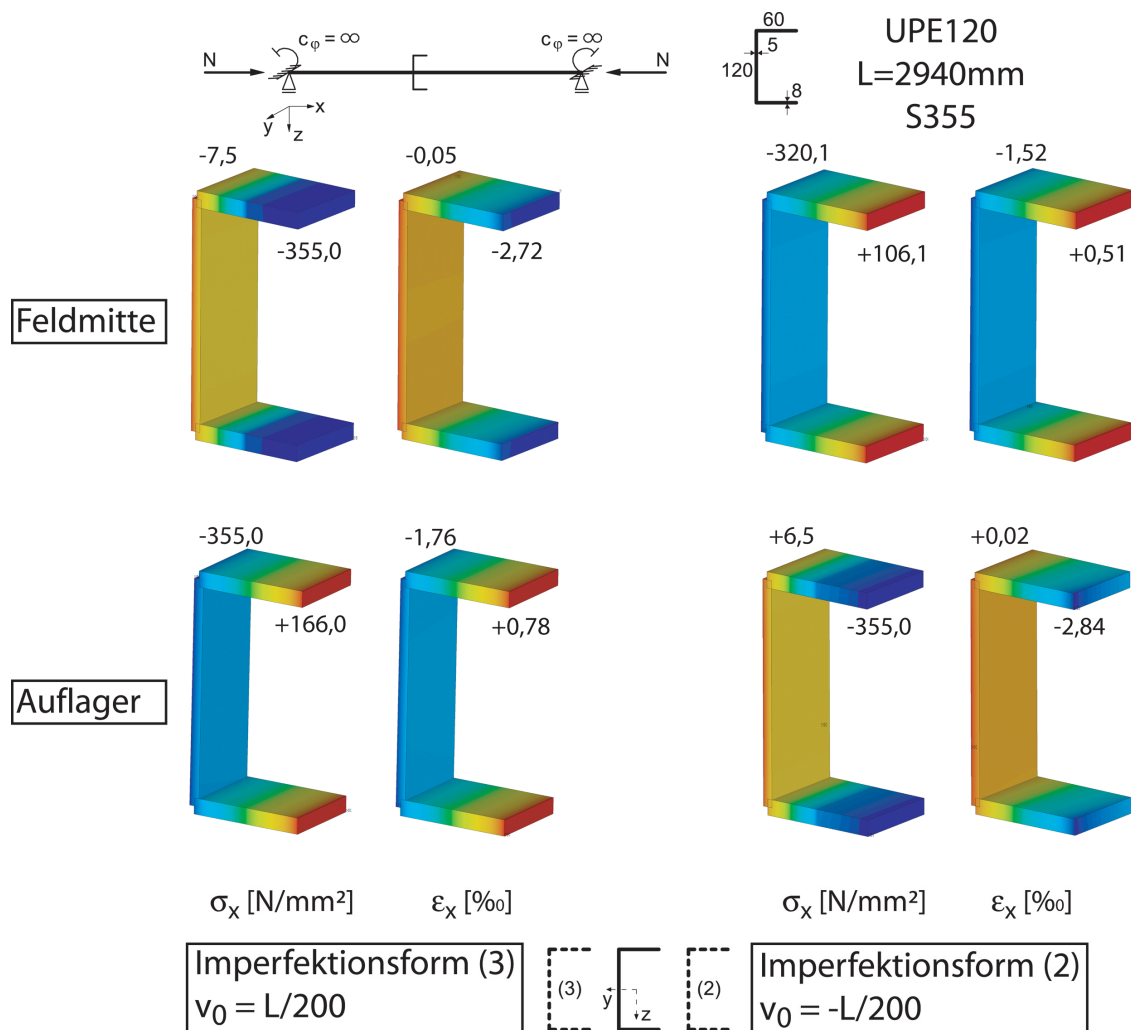 60
UPE120
cφ = ∞
cφ = ∞
5
N
N
120
L=2940mm
8
S355
x
y
z
-7,5
-0,05
-320,1
-1,52
-355,0
-2,72
+106,1
+0,51
Feldmitte
-355,0
-1,76
+6,5
+0,02
+166,0
+0,78
-355,0
-2,84
Auflager
σx [N/mm²]
εx [‰]
σx [N/mm²]
εx [‰]
Imperfektionsform (3)
v0 = L/200
(3)
y
z
(2)
Imperfektionsform (2)
v0 = -L/200